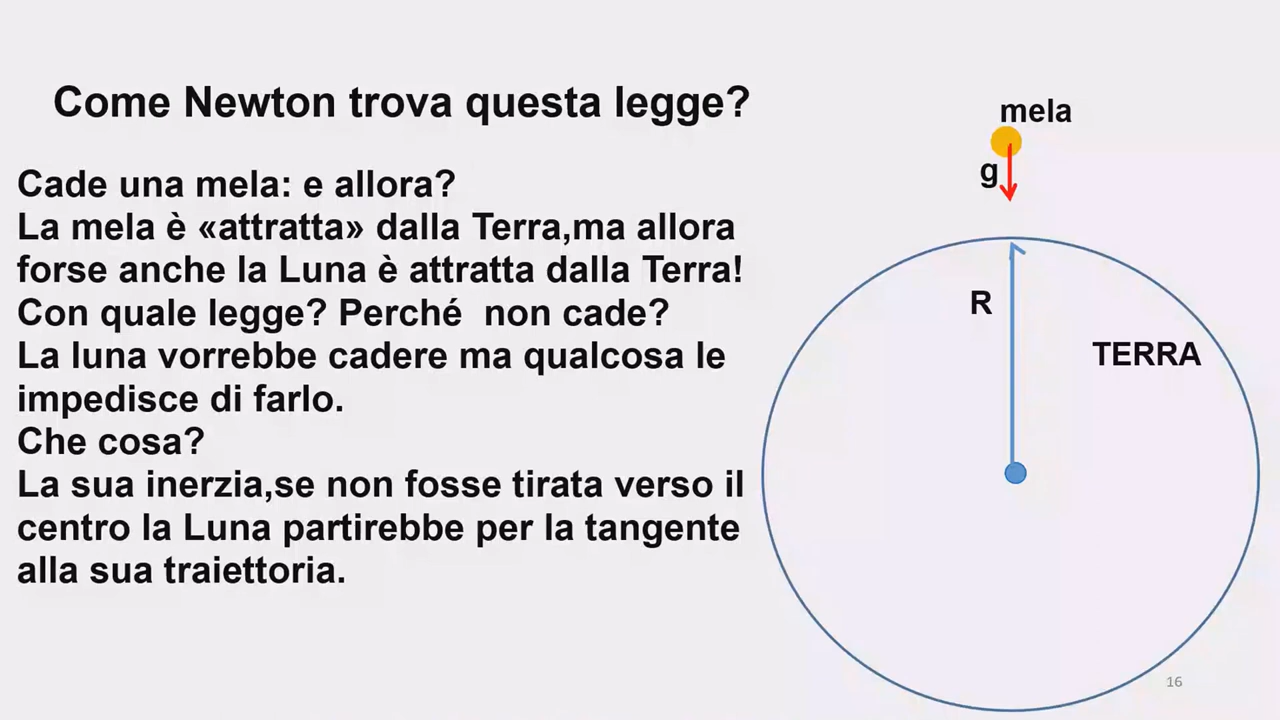 Come Newton trova questa legge?
Cade una mela: e allora?
La mela è «attratta» dalla Terra,ma allora
forse anche la Luna è attratta dalla Terra!
Con quale legge? Perché  non cade?
La luna vorrebbe cadere ma qualcosa le
impedisce di farlo.
Che cosa?
La sua inerzia,se non fosse tirata verso il
centro la Luna partirebbe per la tangente
alla sua traiettoria.
mela
g
R
TERRA
16